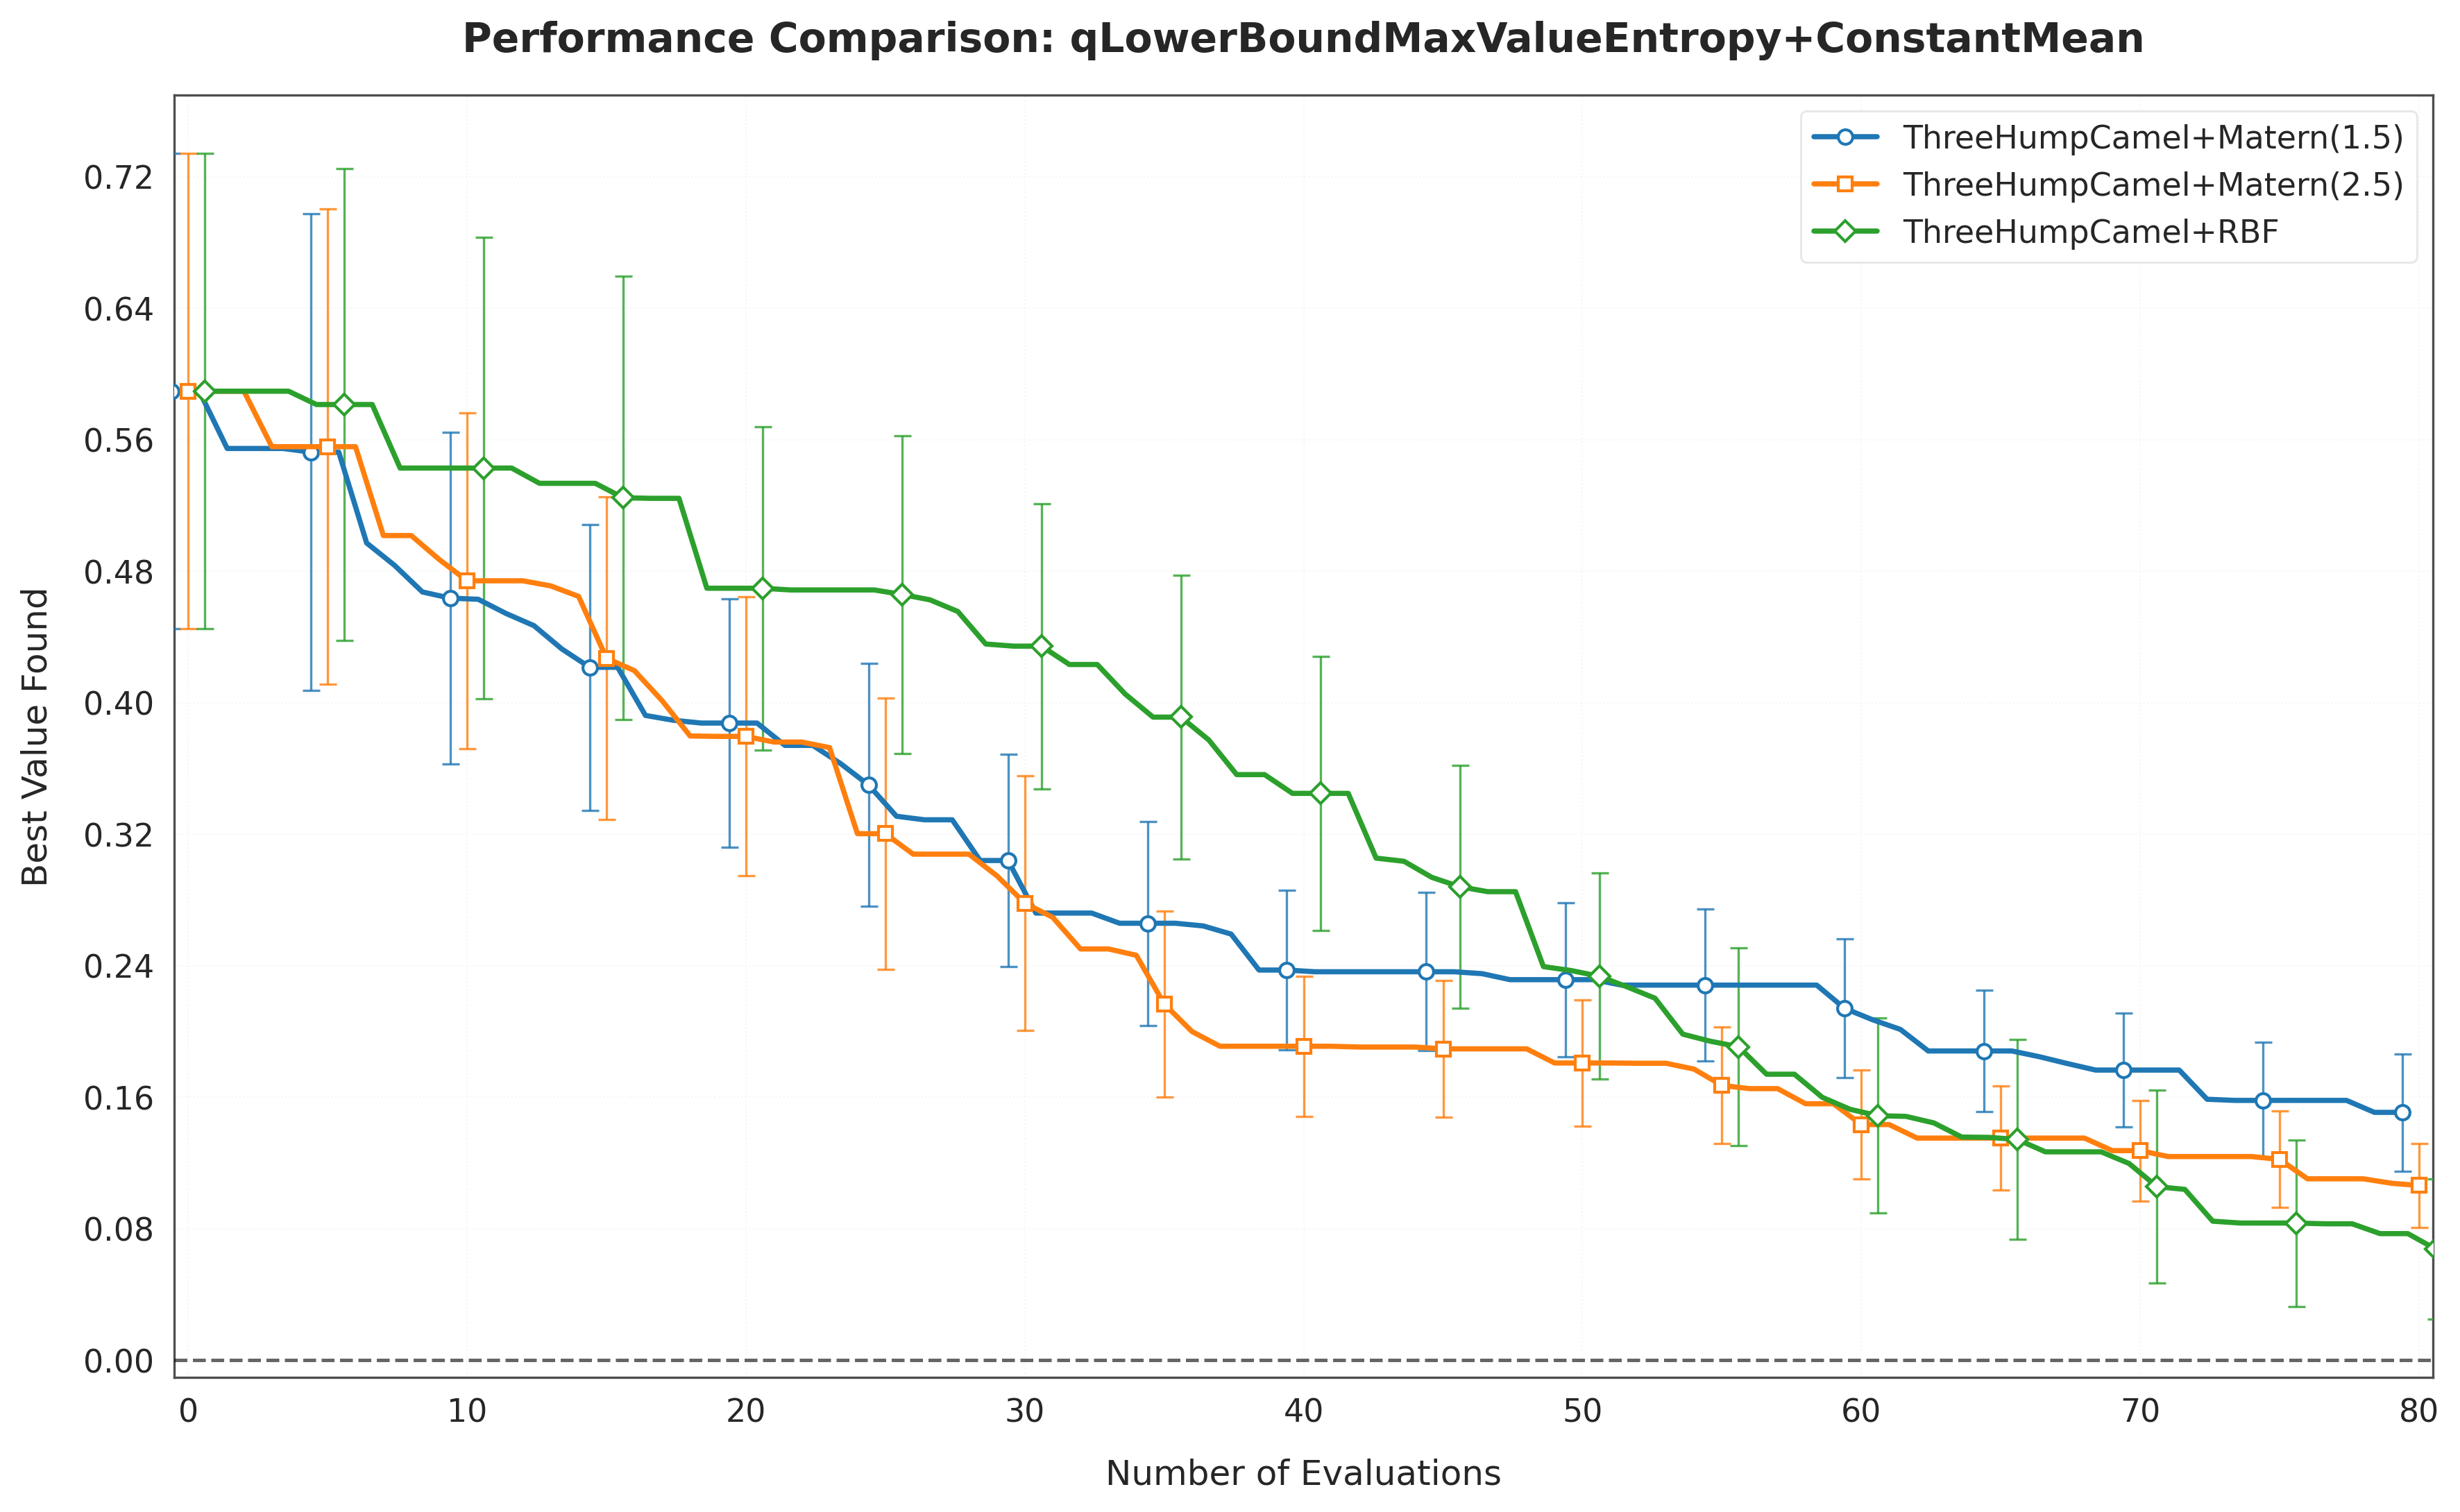 Performance Comparison: qLowerBoundMaxValueEntropy+ConstantMean
ThreeHumpCamel+Matern(1.5)
ThreeHumpCamel+Matern(2.5)
ThreeHumpCamel+RBF
Best Value Found
0.72
0.64
0.56
0.48
0.40
0.32
0.24
0.16
0.08
0.00
0 10 20 30 40 50 60 70 80
Number of Evaluations